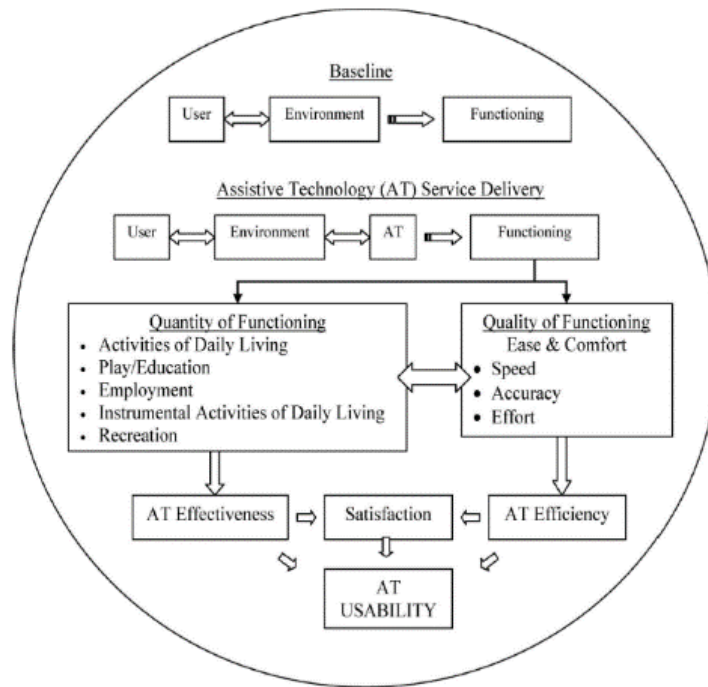 Baseline
User
Environment
Functioning
Assistive Technology (AT) Service Delivery
User
Environment
AT
Functioning
Quantity of Functioning
• Activities of Daily Living
• Play/Education
• Employment
• Instrumental Activities of Daily Living
• Recreation
Quality of Functioning
Ease & Comfort
• Speed
• Accuracy
• Effort
AT Effectiveness
Satisfaction
AT Efficiency
AT
USABILITY